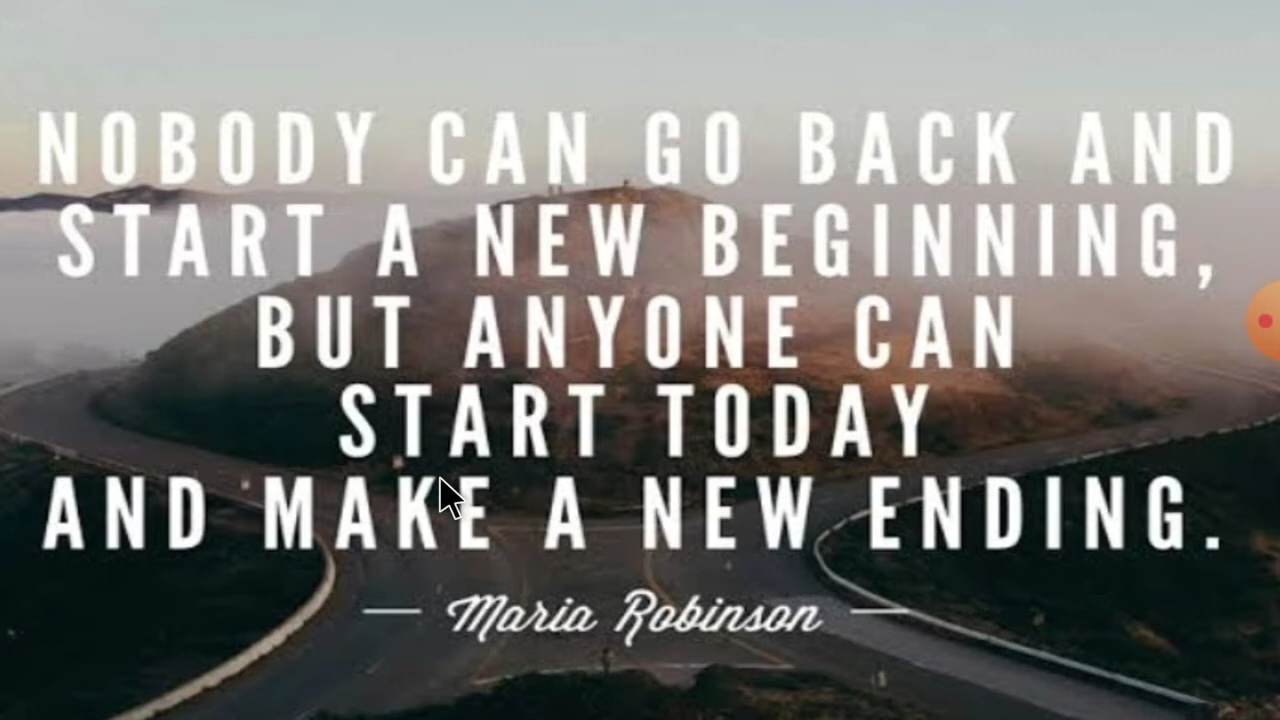 NOBODY CAN GO BACK AND
START A NEW BEGINNING,
BUT ANYONE CAN
START TODAY
AND MAKE A NEW ENDING.
— Maria Robinson —